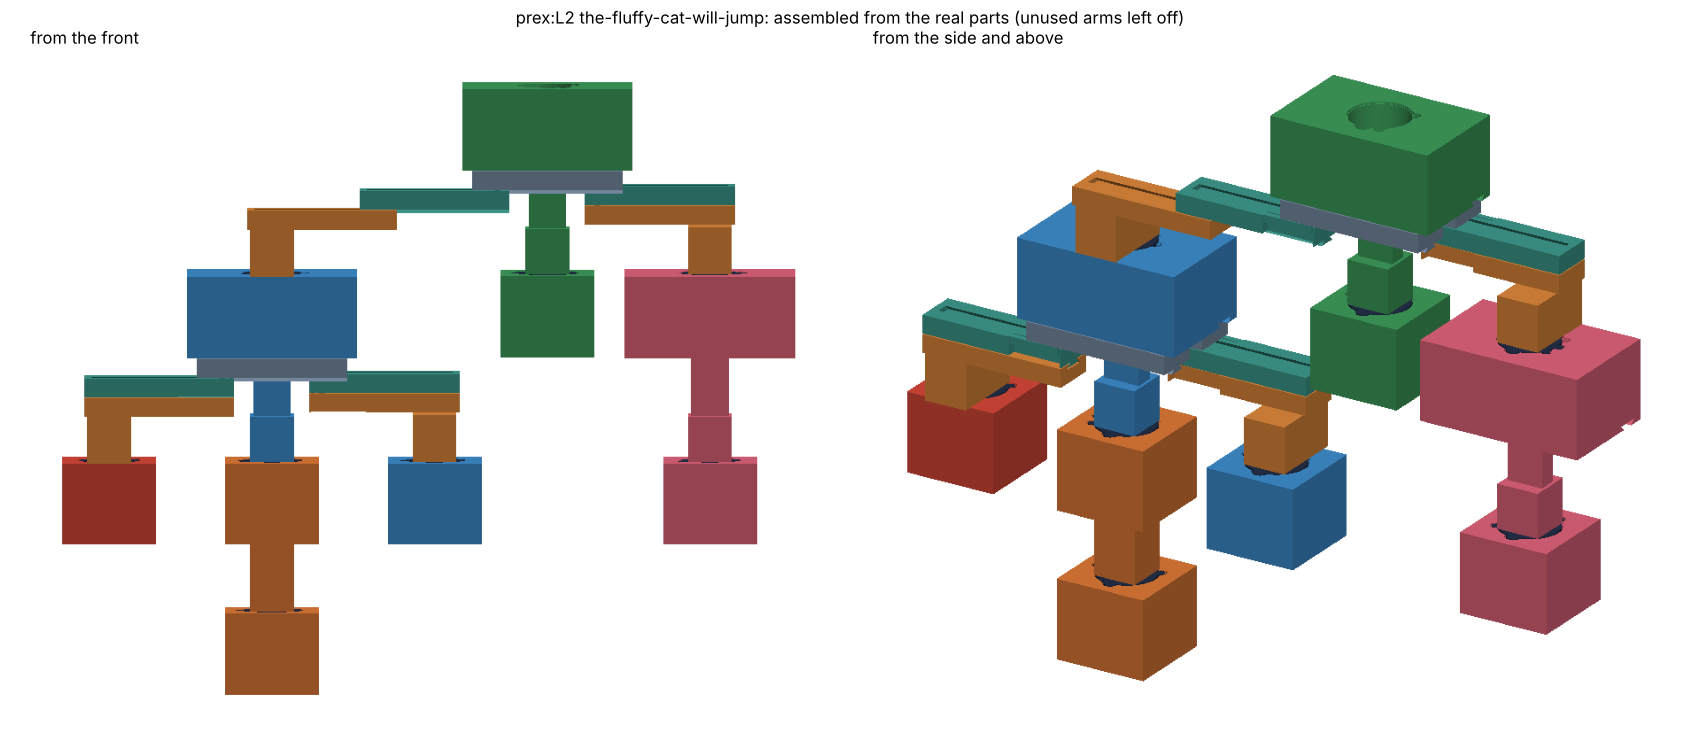 prex:L2 the-fluffy-cat-will-jump: assembled from the real parts (unused arms left off)
from the front
from the side and above